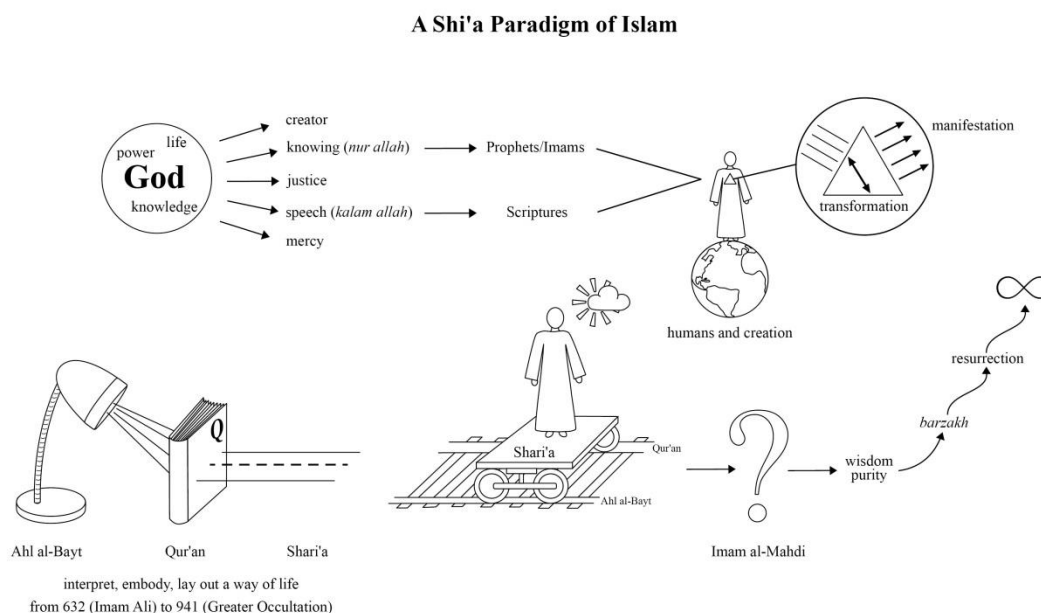 A Shi'a Paradigm of Islam
life
power
God
knowledge
creator
knowing (nur allah)
justice
speech (kalam allah)
mercy
Prophets/Imams
Scriptures
humans and creation
manifestation
transformation
Q
Ahl al-Bayt
Qur'an
Shari'a
interpret, embody, lay out a way of life
from 632 (Imam Ali) to 941 (Greater Occultation)
Shari'a
Qur'an
Ahl al-Bayt
?
Imam al-Mahdi
wisdom
purity
barzakh
resurrection
∞